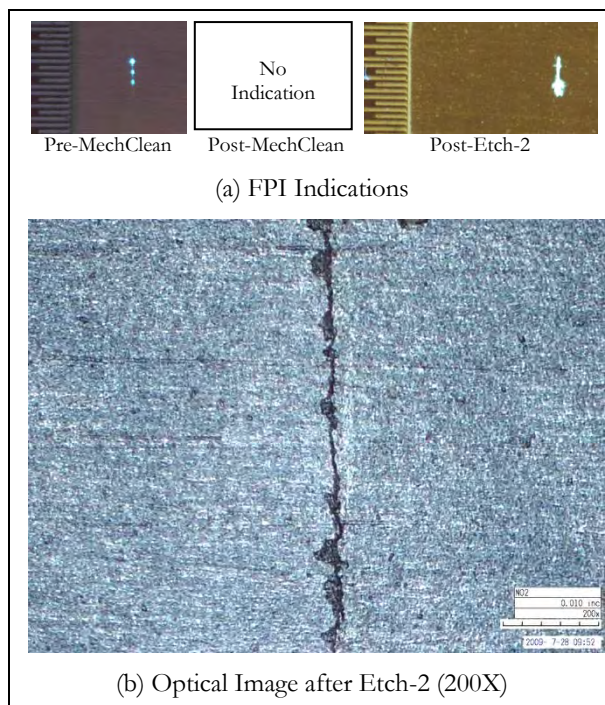 No
Indication
Pre-MechClean
Post-MechClean
Post-Etch-2
(a) FPI Indications
NO2
0.010 inc
200x
2009- 7-28 09:52
(b) Optical Image after Etch-2 (200X)